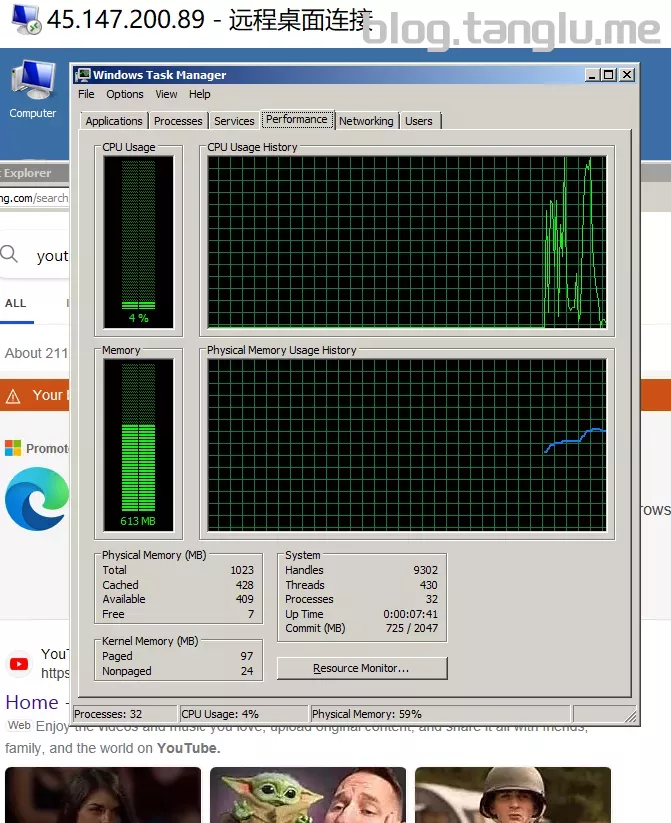 45.147.200.89 - 远程桌面连接
blog.tanglu.me
Computer
Windows Task Manager
File Options View Help
Applications Processes Services Performance Networking Users
Explorer
ng.com/search
yout
ALL
About 211
Your
Promot
CPU Usage
4 %
CPU Usage History
Memory
613 MB
Physical Memory Usage History
rows
Physical Memory (MB)
Total 1023
Cached 428
Available 409
Free 7
Kernel Memory (MB)
Paged 97
Nonpaged 24
System
Handles 9302
Threads 430
Processes 32
Up Time 0:00:07:41
Commit (MB) 725 / 2047
Resource Monitor...
Processes: 32 CPU Usage: 4% Physical Memory: 59%
You
https
Home -
Web Enjoy the videos and music you love, upload original content, and share it all with friends,
family, and the world on YouTube.